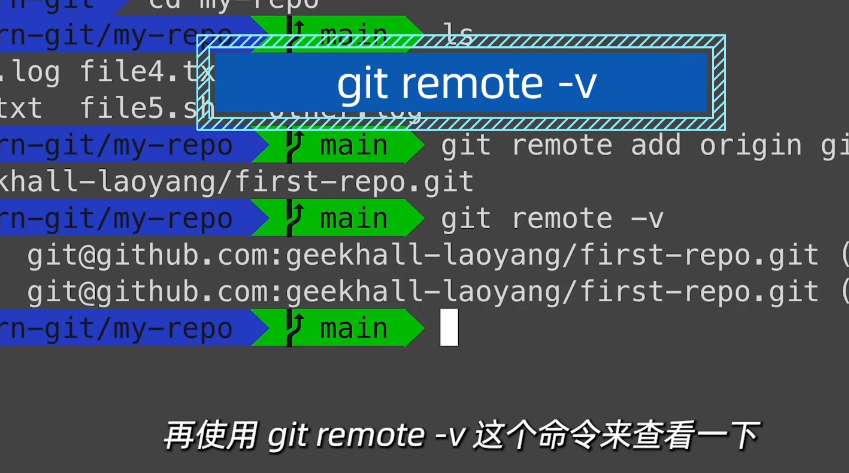 rn-git/ cd my-repo
rn-git/my-repo main ls
git remote -v
.log file4.tx
txt file5.sh other.log
rn-git/my-repo main git remote add origin gi
khall-laoyang/first-repo.git
rn-git/my-repo main git remote -v
git@github.com:geekhall-laoyang/first-repo.git (
git@github.com:geekhall-laoyang/first-repo.git (
rn-git/my-repo main
再使用 git remote -v 这个命令来查看一下